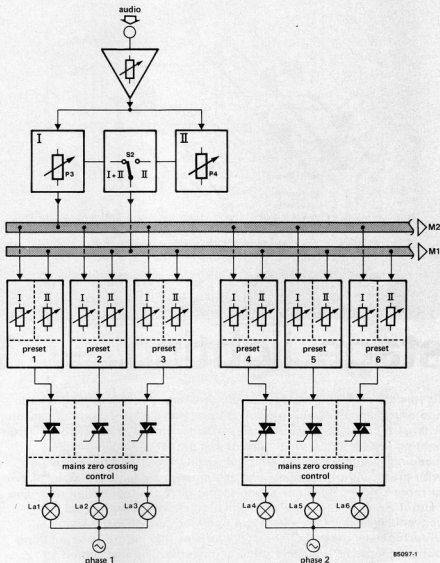 audio
I
II
S2
P3
I+II
II
P4
M2
M1
I II
I II
I II
I II
I II
I II
preset
1
preset
2
preset
3
preset
4
preset
5
preset
6
mains zero crossing
control
mains zero crossing
control
La1
La2
La3
La4
La5
La6
phase 1
phase 2
85097-1